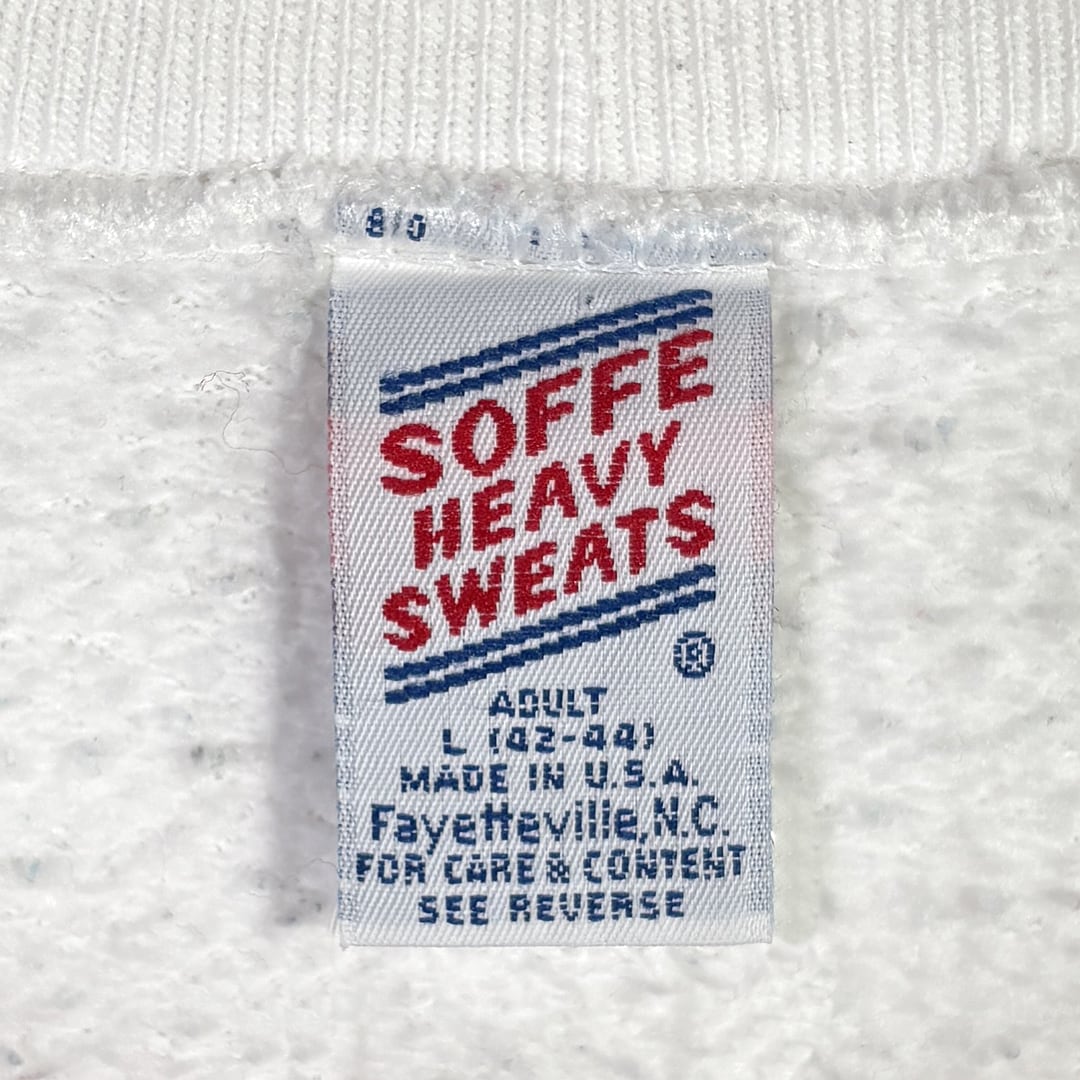 SOFFE
HEAVY
SWEATS
®
ADULT
L (42-44)
MADE IN U.S.A.
Fayetteville, N.C.
FOR CARE & CONTENT
SEE REVERSE